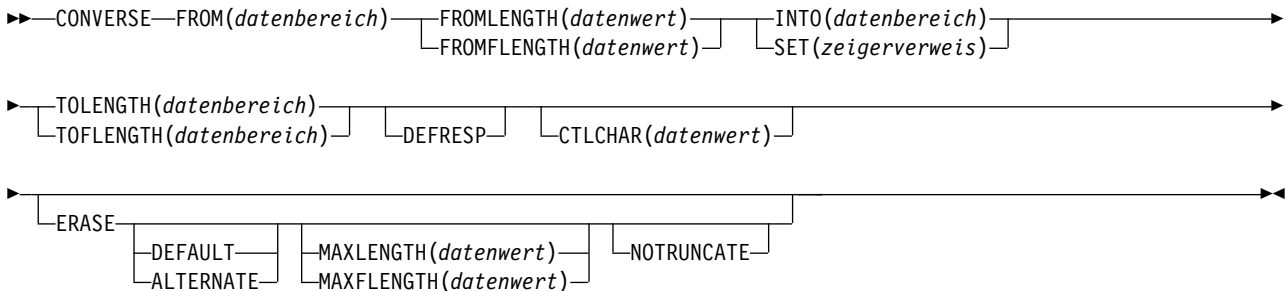 CONVERSE FROM(datenbereich) FROMLENGTH(datenwert) INTO(datenbereich)
FROMFLENGTH(datenwert) SET(zeigerverweis)
TOLENGTH(datenbereich)
TOFLENGTH(datenbereich) DEFRESP CTLCHAR(datenwert)
ERASE
DEFAULT MAXLENGTH(datenwert) NOTRUNCATE
ALTERNATE MAXFLENGTH(datenwert)